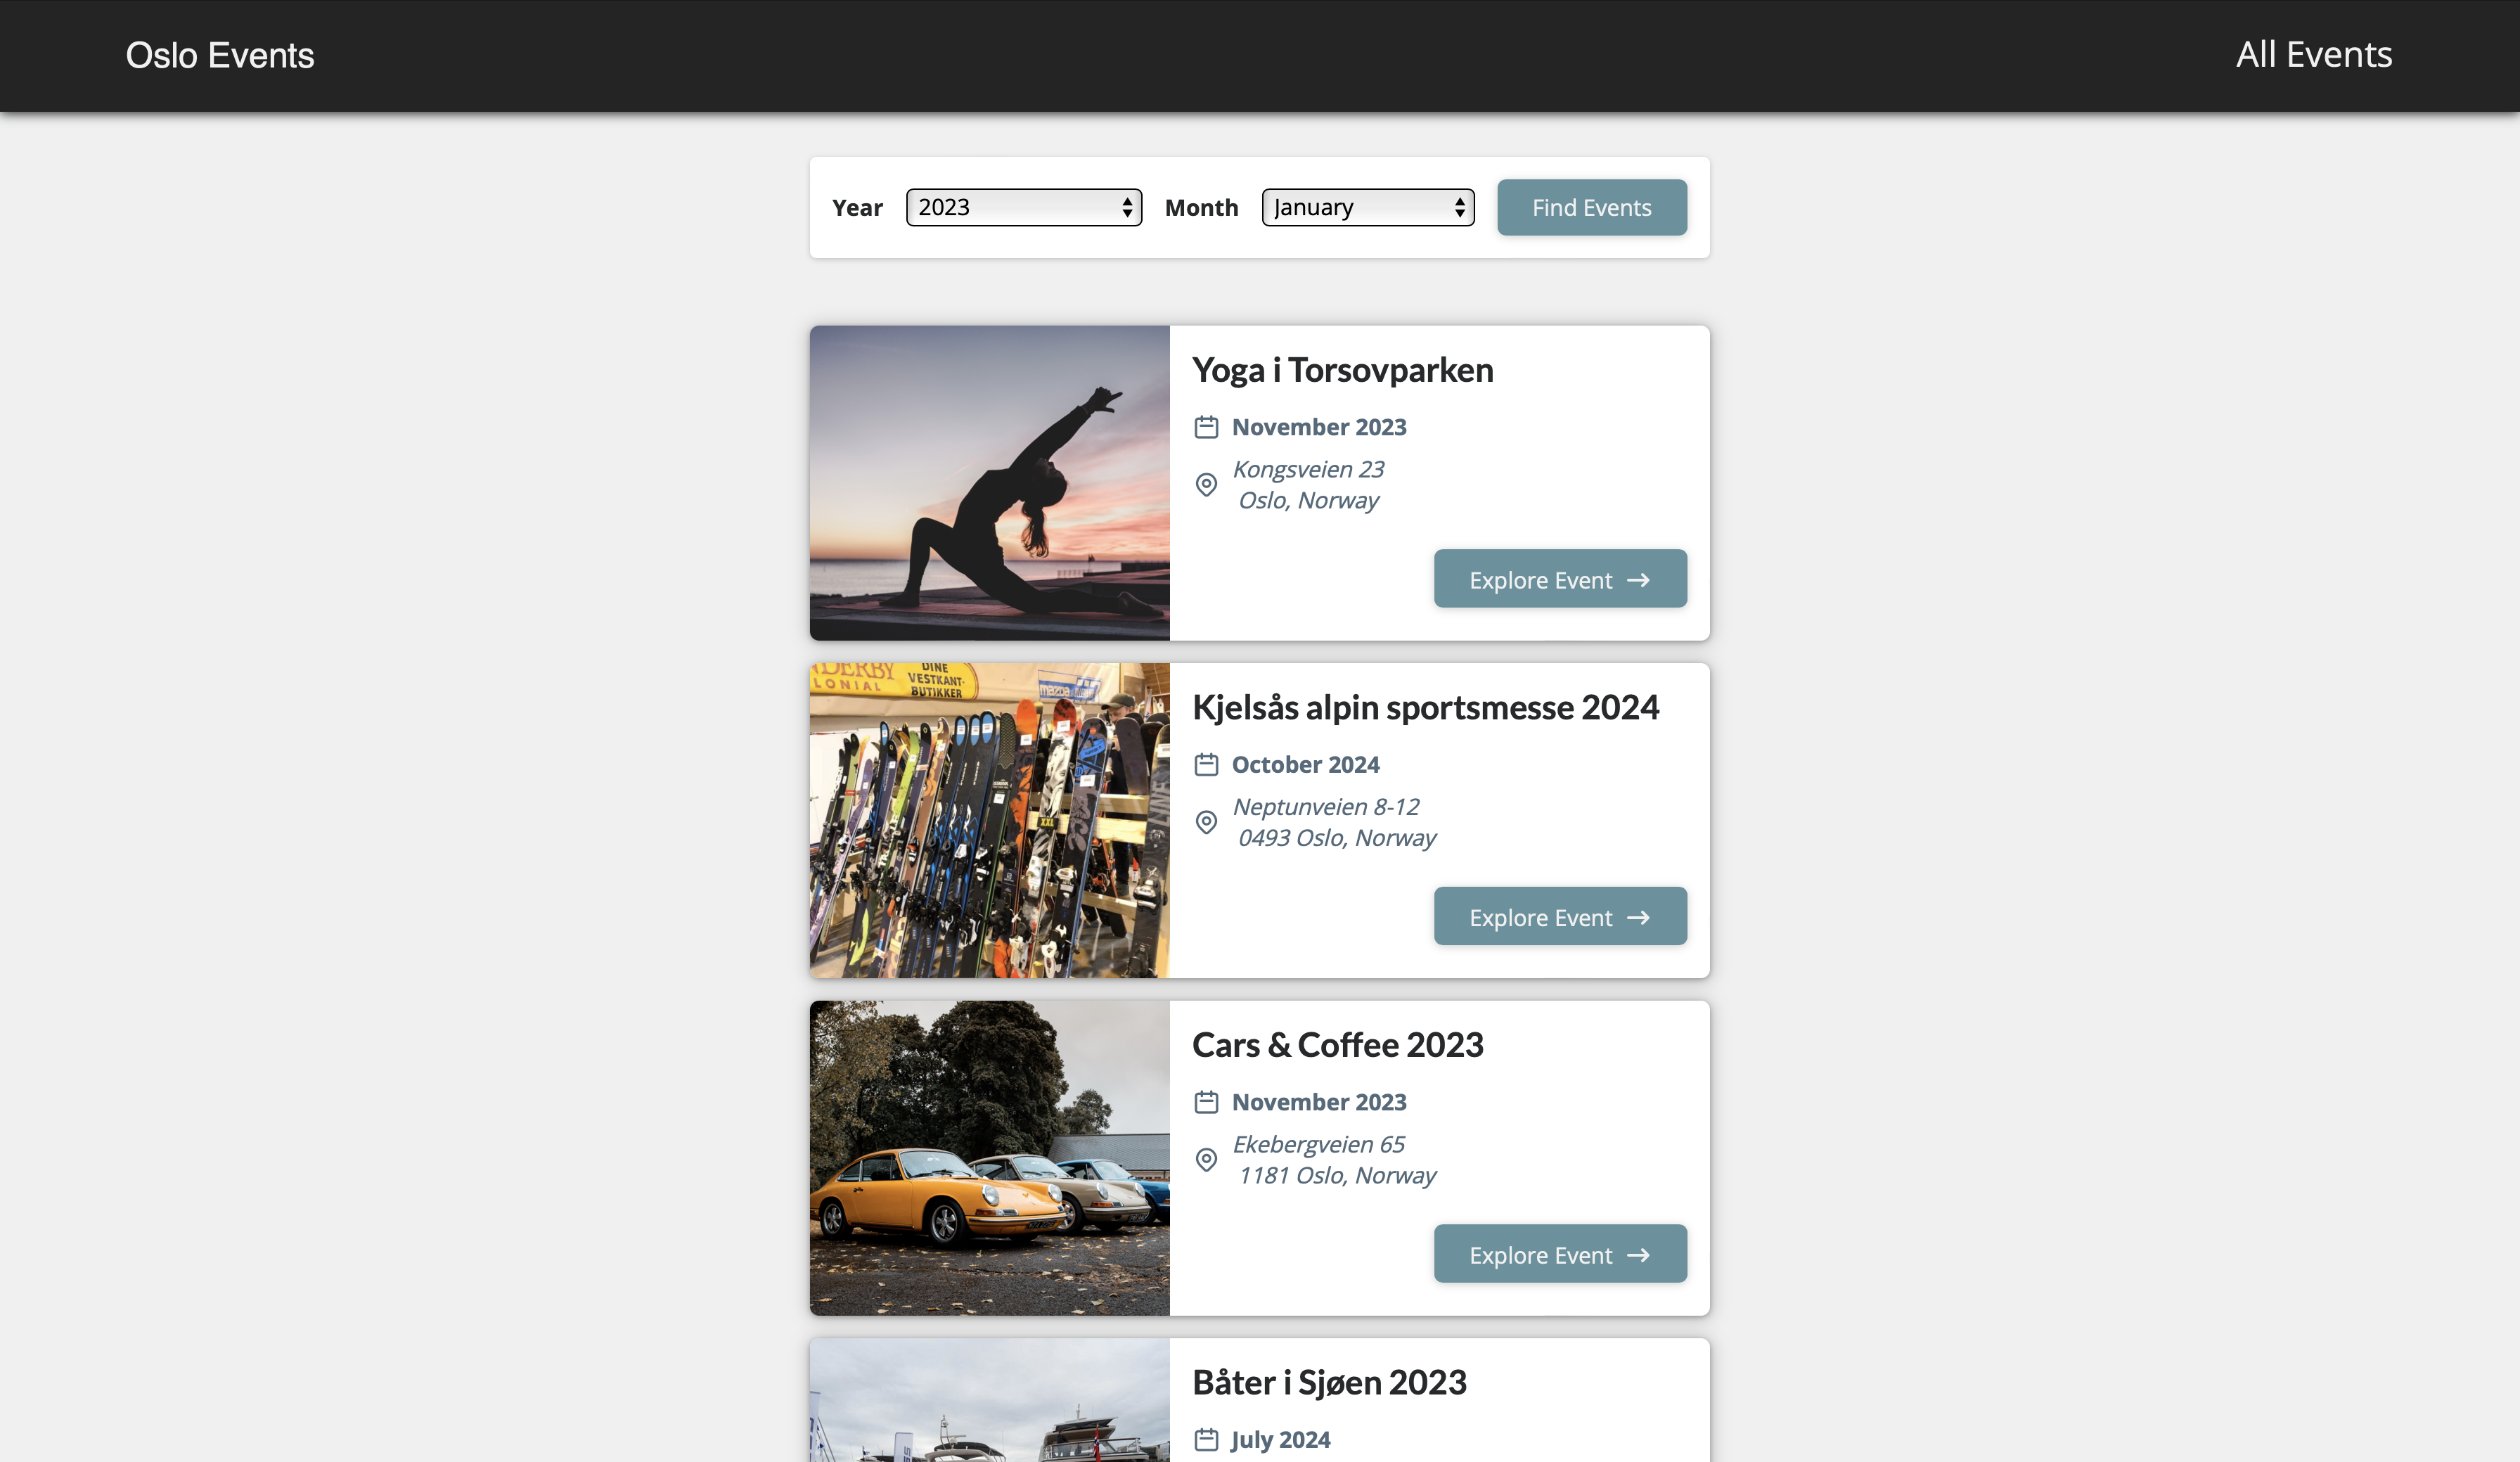 Oslo Events
All Events
Year 2023 Month January Find Events
Yoga i Torsovparken
November 2023
Kongsveien 23
Oslo, Norway
Explore Event
DINE
VESTKANT-
BUTIKKER
LONIAL
mazda
XXL
Kjelsås alpin sportsmesse 2024
October 2024
Neptunveien 8-12
0493 Oslo, Norway
Explore Event
Cars & Coffee 2023
November 2023
Ekebergveien 65
1181 Oslo, Norway
Explore Event
Båter i Sjøen 2023
July 2024